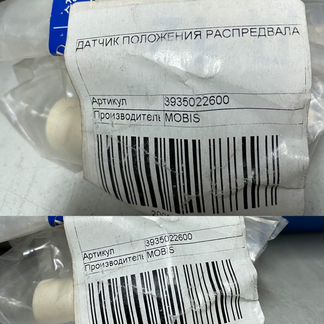 ДАТЧИК ПОЛОЖЕНИЯ РАСПРЕДВАЛА
Артикул 3935022600
Производитель MOBIS
Артикул 3935022600
Производитель MOBIS